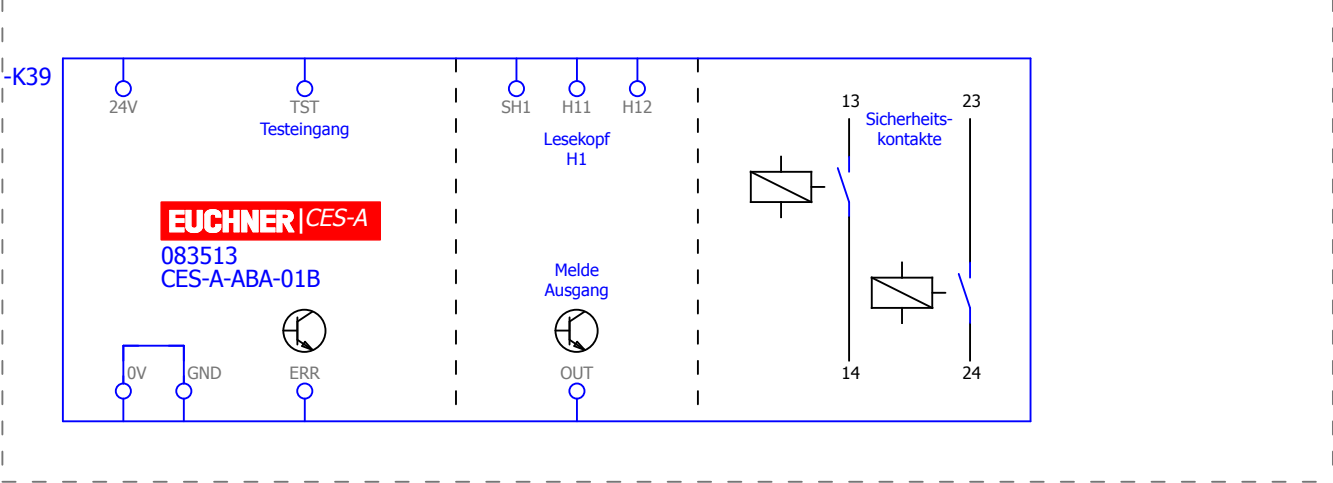 -K39
24V
TST
Testeingang
SH1
H11
H12
Lesekopf
H1
13
23
Sicherheits-
kontakte
EUCHNER|CES-A
083513
CES-A-ABA-01B
Melde
Ausgang
0V
GND
ERR
OUT
14
24